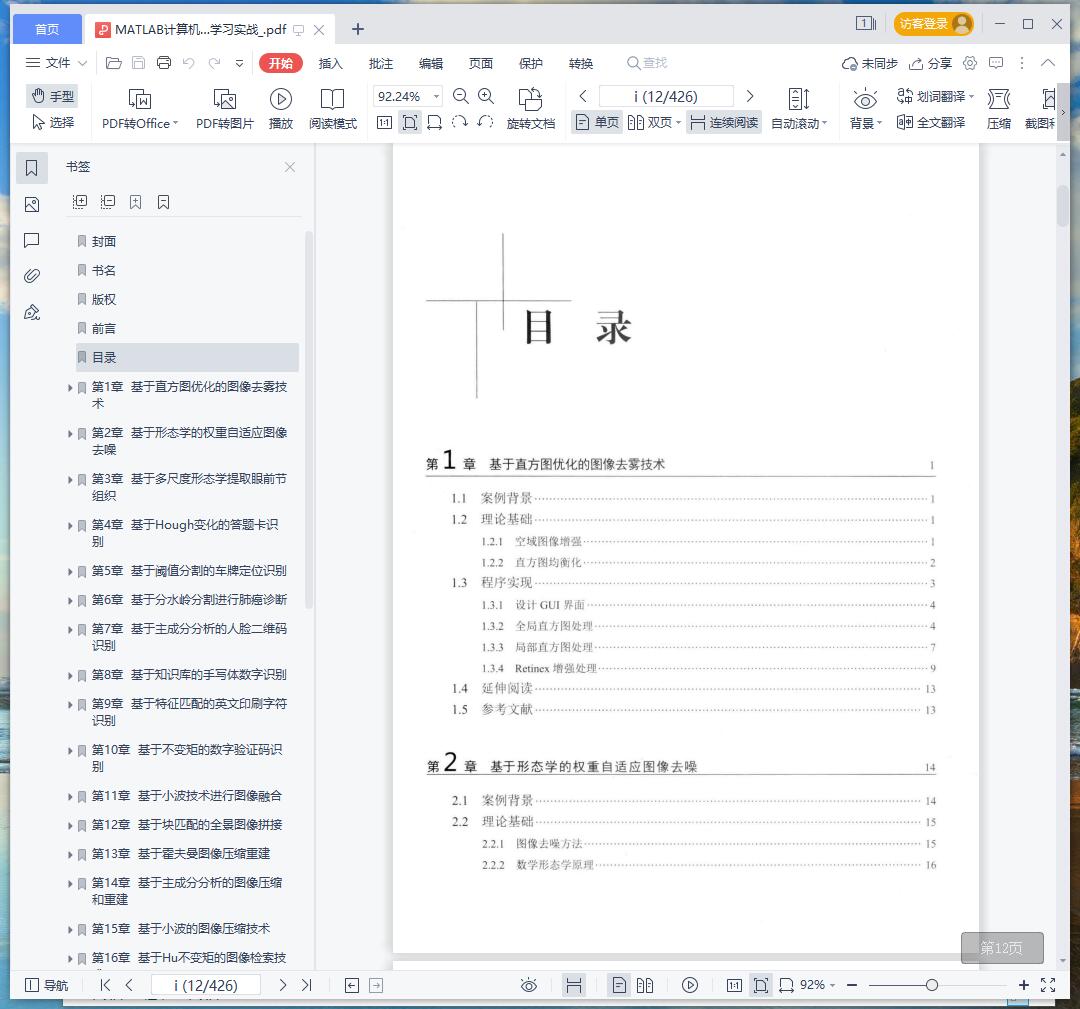 首页
MATLAB计算机...学习实战_.pdf
1
访客登录
文件
开始
插入
批注
编辑
页面
保护
转换
查找
未同步
分享
手型
选择
PDF转Office
PDF转图片
播放
阅读模式
92.24%
1:1
旋转文档
i (12/426)
单页
双页
连续阅读
自动滚动
背景
划词翻译
全文翻译
压缩
截图和
书签
封面
书名
版权
前言
目录
第1章 基于直方图优化的图像去雾技
术
第2章 基于形态学的权重自适应图像
去噪
第3章 基于多尺度形态学提取眼前节
组织
第4章 基于Hough变化的答题卡识
别
第5章 基于阈值分割的车牌定位识别
第6章 基于分水岭分割进行肺癌诊断
第7章 基于主成分分析的人脸二维码
识别
第8章 基于知识库的手写体数字识别
第9章 基于特征匹配的英文印刷字符
识别
第10章 基于不变矩的数字验证码识
别
第11章 基于小波技术进行图像融合
第12章 基于块匹配的全景图像拼接
第13章 基于霍夫曼图像压缩重建
第14章 基于主成分分析的图像压缩
和重建
第15章 基于小波的图像压缩技术
第16章 基于Hu不变矩的图像检索技
目 录
第1章 基于直方图优化的图像去雾技术 1
1.1 案例背景 1
1.2 理论基础 1
1.2.1 空域图像增强 1
1.2.2 直方图均衡化 2
1.3 程序实现 3
1.3.1 设计 GUI 界面 4
1.3.2 全局直方图处理 4
1.3.3 局部直方图处理 7
1.3.4 Retinex 增强处理 9
1.4 延伸阅读 13
1.5 参考文献 13
第2章 基于形态学的权重自适应图像去噪 14
2.1 案例背景 14
2.2 理论基础 15
2.2.1 图像去噪方法 15
2.2.2 数学形态学原理 16
第12页
导航
i (12/426)
1:1
92%